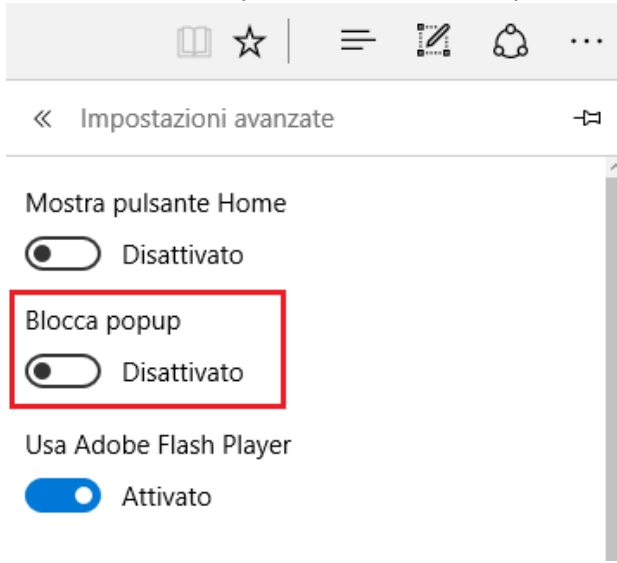 Impostazioni avanzate
Mostra pulsante Home
Disattivato
Blocca popup
Disattivato
Usa Adobe Flash Player
Attivato